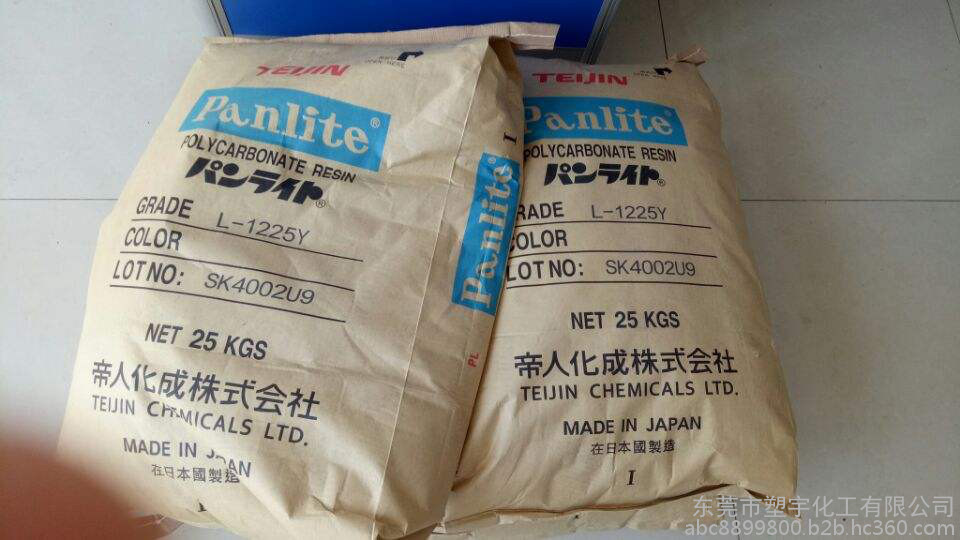 TEIJIN
Panlite®
POLYCARBONATE RESIN
パンライト®
GRADE L-1225Y
COLOR
LOT NO: SK4002U9
NET 25 KGS
帝人化成株式会社
TEIJIN CHEMICALS LTD.
MADE IN JAPAN
在日本國製造
I
Panlite®
PL
TEIJIN
Panlite®
POLYCARBONATE RESIN
パンライト®
GRADE L-1225Y
COLOR
LOT NO: SK4002U9
NET 25 KGS
帝人化成株式会社
TEIJIN CHEMICALS LTD.
MADE IN JAPAN
在日本國製造
I
东莞市塑宇化工有限公司
abc8899800.b2b.hc360.com